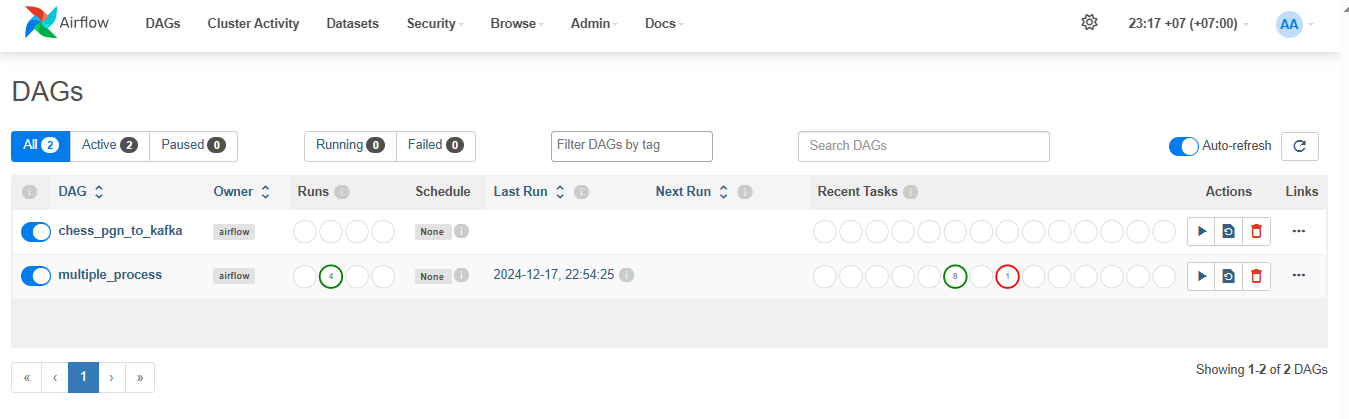 Airflow DAGs Cluster Activity Datasets Security Browse Admin Docs 23:17 +07 (+07:00) AA
DAGs
All 2 Active 2 Paused 0 Running 0 Failed 0 Filter DAGs by tag Search DAGs Auto-refresh
i DAG Owner Runs i Schedule Last Run i Next Run i Recent Tasks i Actions Links
chess_pgn_to_kafka airflow None i ...
multiple_process airflow 4 None i 2024-12-17, 22:54:25 i 8 1 ...
« ‹ 1 › » Showing 1-2 of 2 DAGs